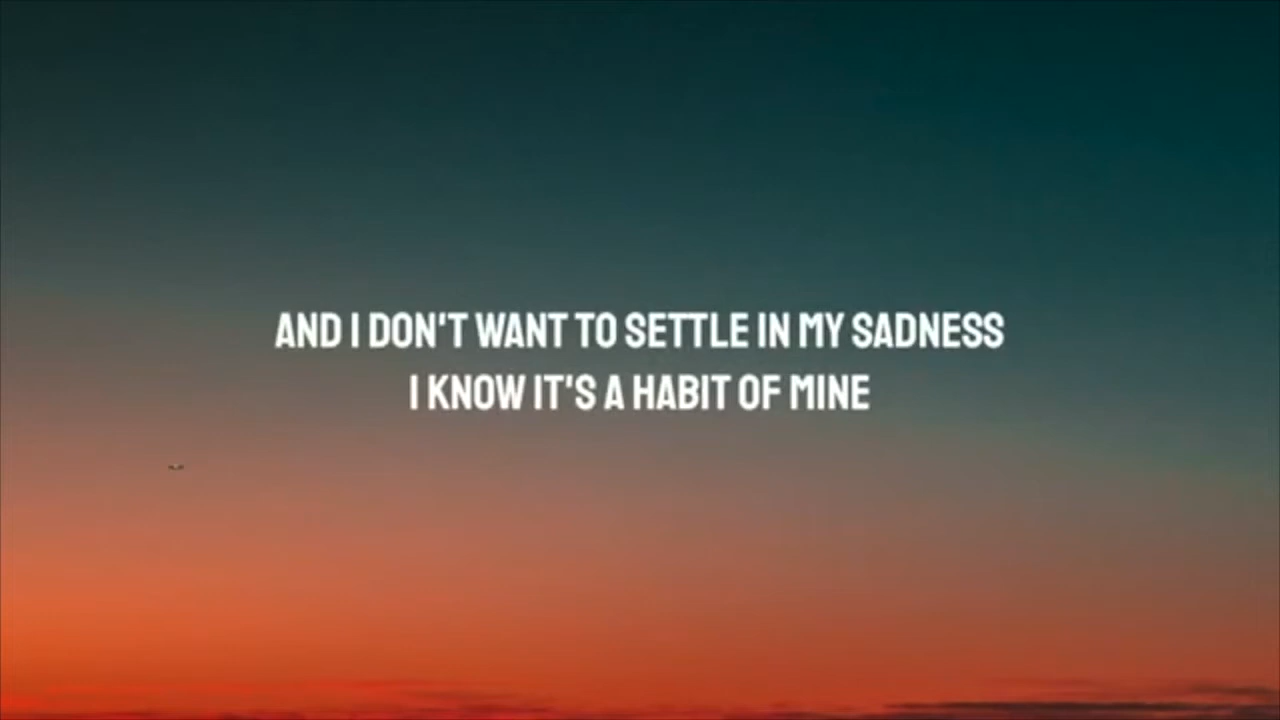 AND I DON'T WANT TO SETTLE IN MY SADNESS
I KNOW IT'S A HABIT OF MINE